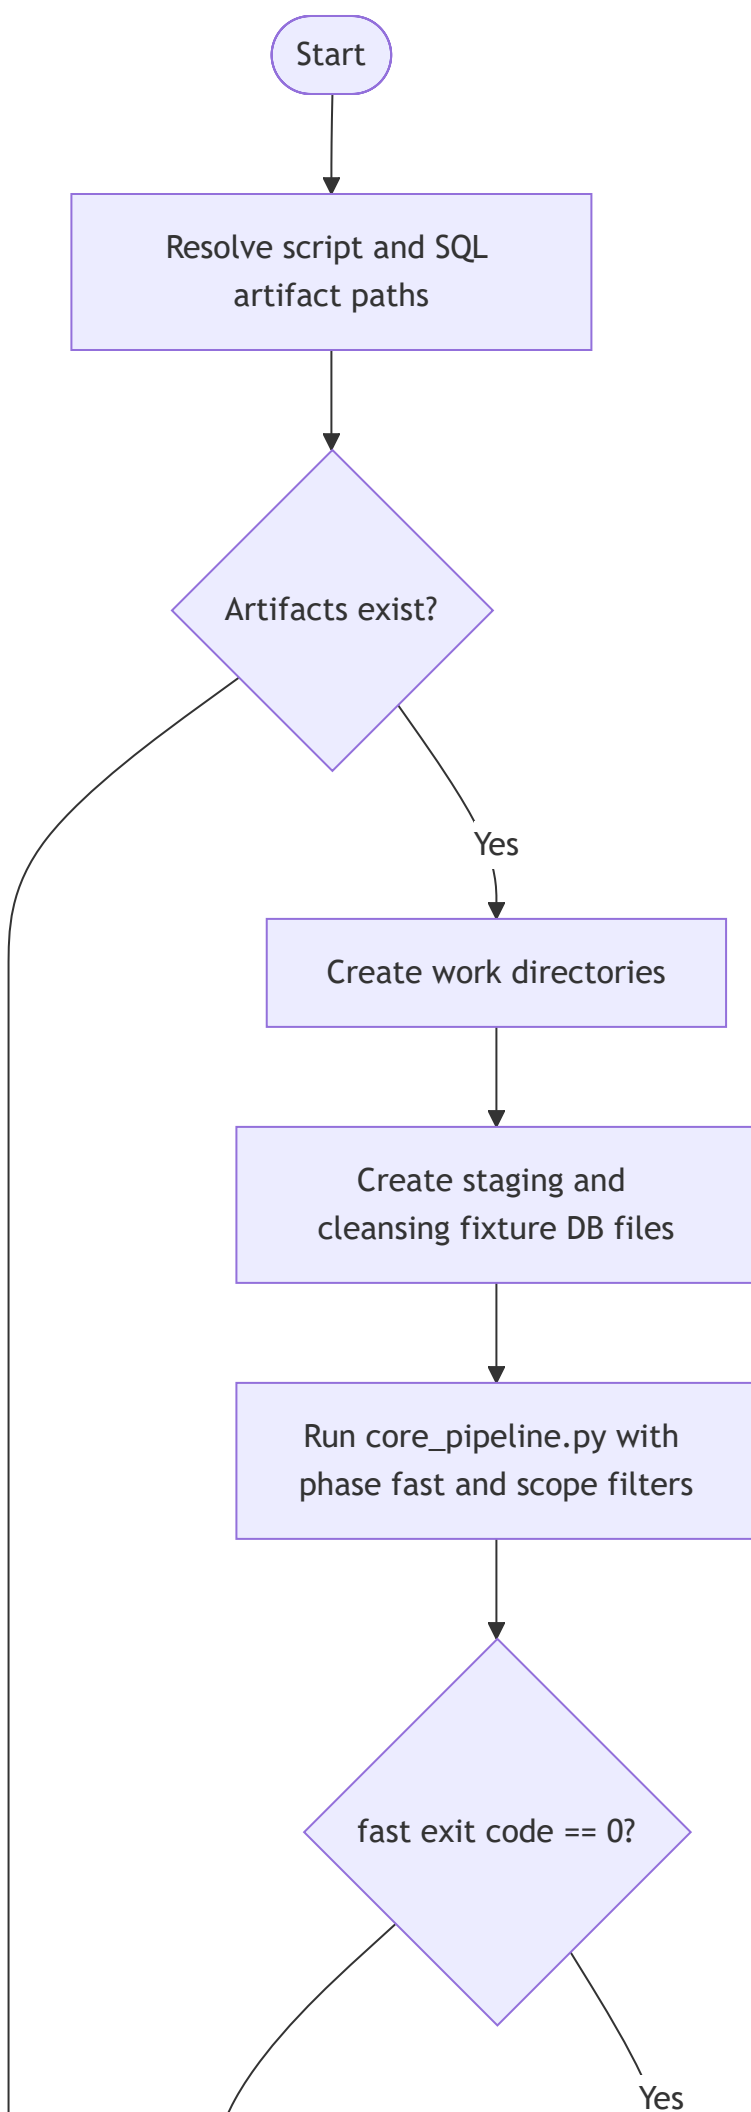 Start
Resolve script and SQL
artifact paths
Artifacts exist?
Yes
Create work directories
Create staging and
cleansing fixture DB files
Run core_pipeline.py with
phase fast and scope filters
fast exit code == 0?
Yes